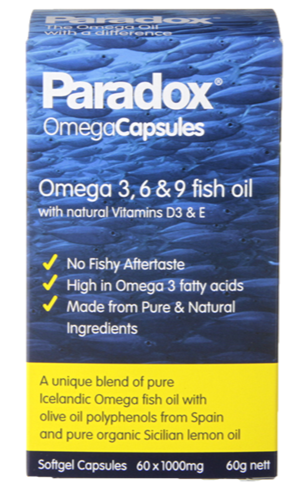 Paradox®
The Omega Oil
with a difference
Paradox®
OmegaCapsules
Omega 3, 6 & 9 fish oil
with natural Vitamins D3 & E
✓ No Fishy Aftertaste
✓ High in Omega 3 fatty acids
✓ Made from Pure & Natural
Ingredients
A unique blend of pure
Icelandic Omega fish oil with
olive oil polyphenols from Spain
and pure organic Sicilian lemon oil
Softgel Capsules 60 x 1000mg 60g nett